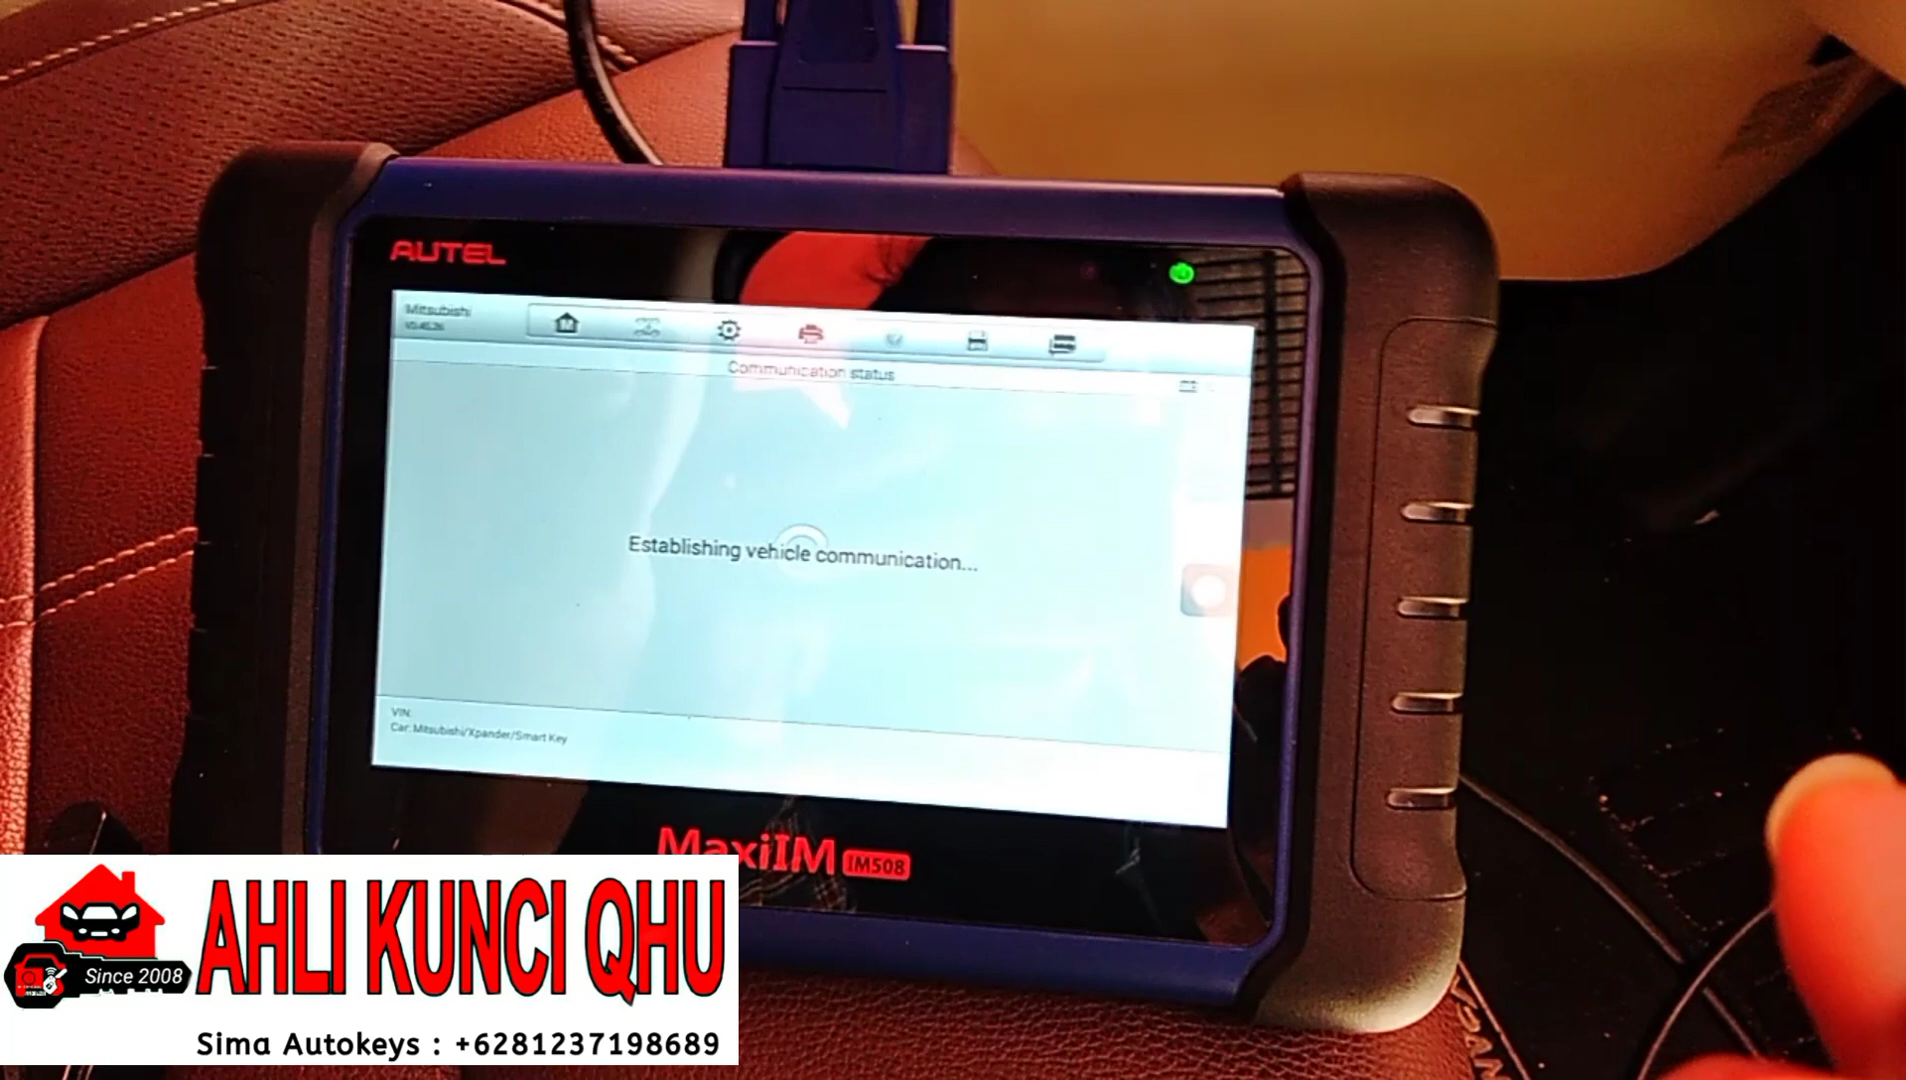 AUTEL
Mitsubishi
Communication status
Establishing vehicle communication...
VIN:
Car: Mitsubishi/Xpander/Smart Key
MaxiIM IM508
AHLI KUNCI QHU
Since 2008
Sima Autokeys : +6281237198689